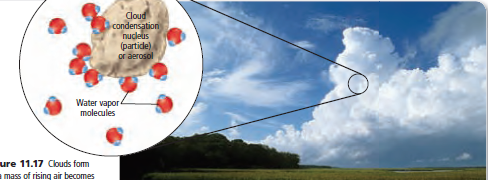 Cloud
condensation
nucleus
(particle)
or aerosol
Water vapor
molecules
ure 11.17 Clouds form
a mass of rising air becomes